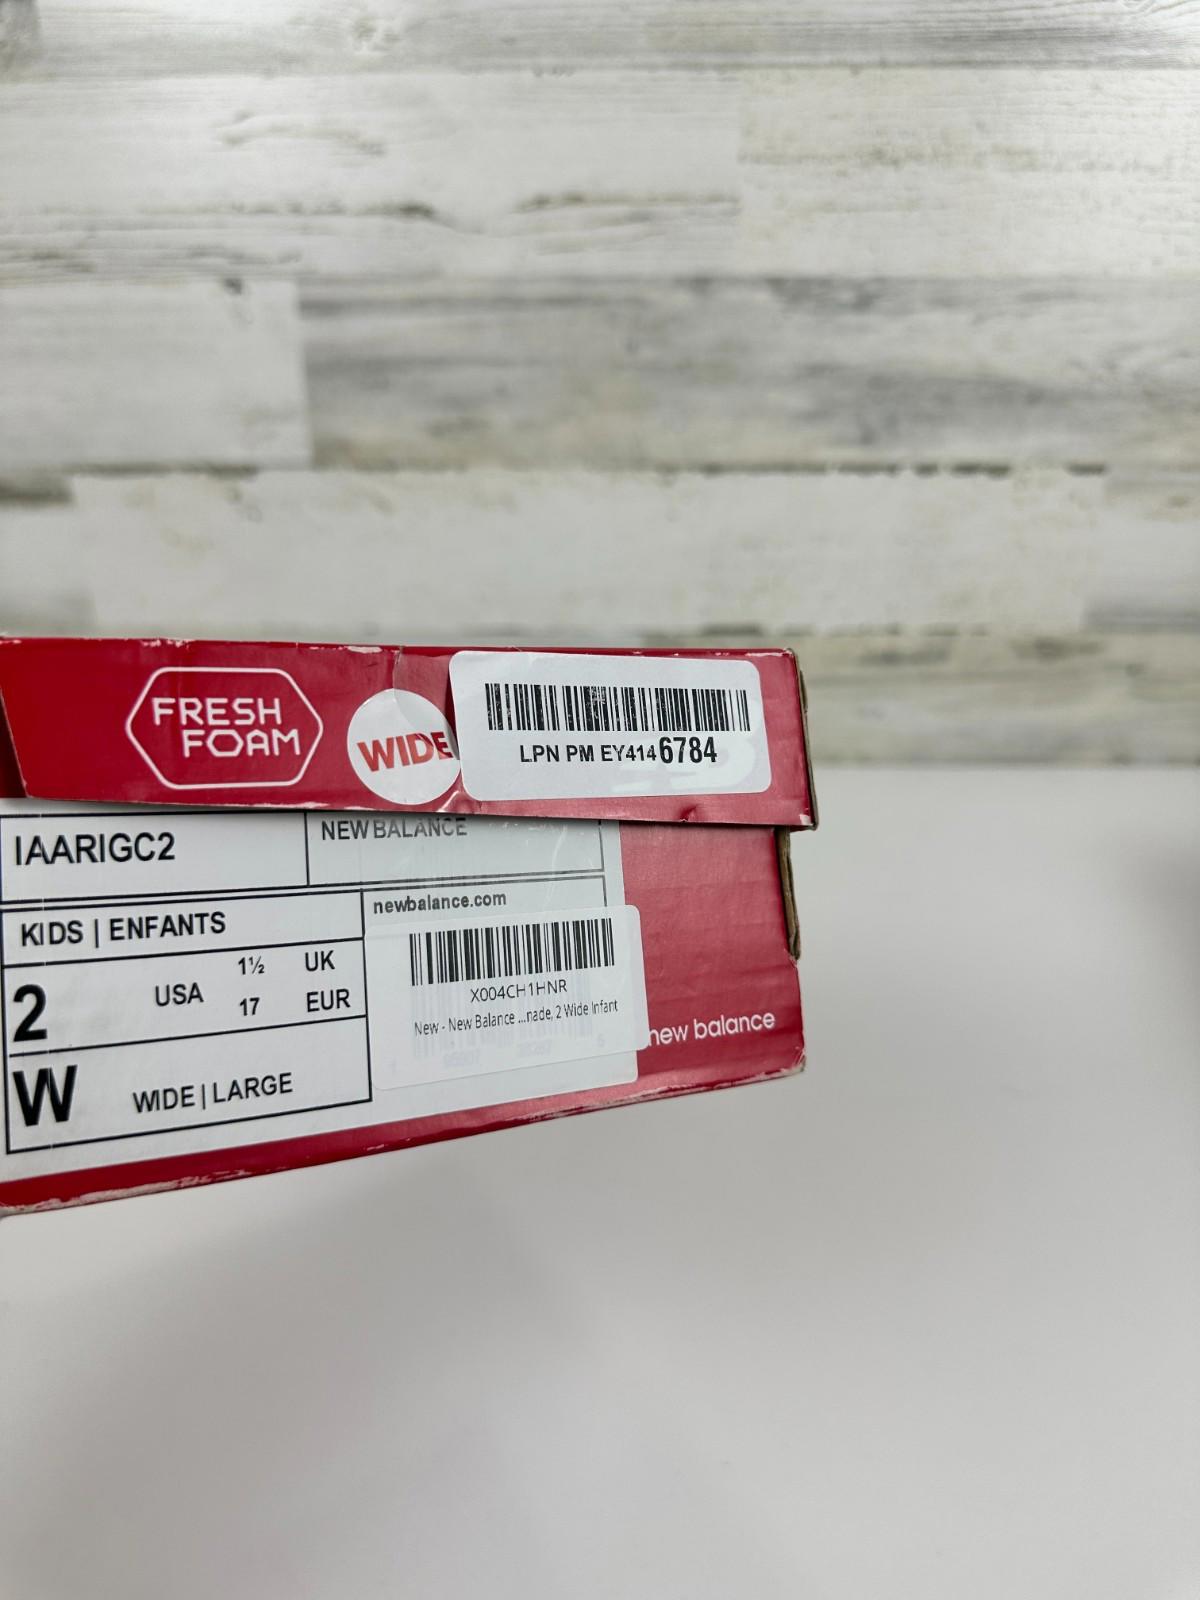 FRESH
FOAM
WIDE
LPN PM EY4146784
IAARIGC2
NEW BALANCE
KIDS | ENFANTS
newbalance.com
2
USA
1½
UK
17
EUR
W
WIDE | LARGE
X004CH1HNR
New - New Balance ...nade, 2 Wide Infant
new balance